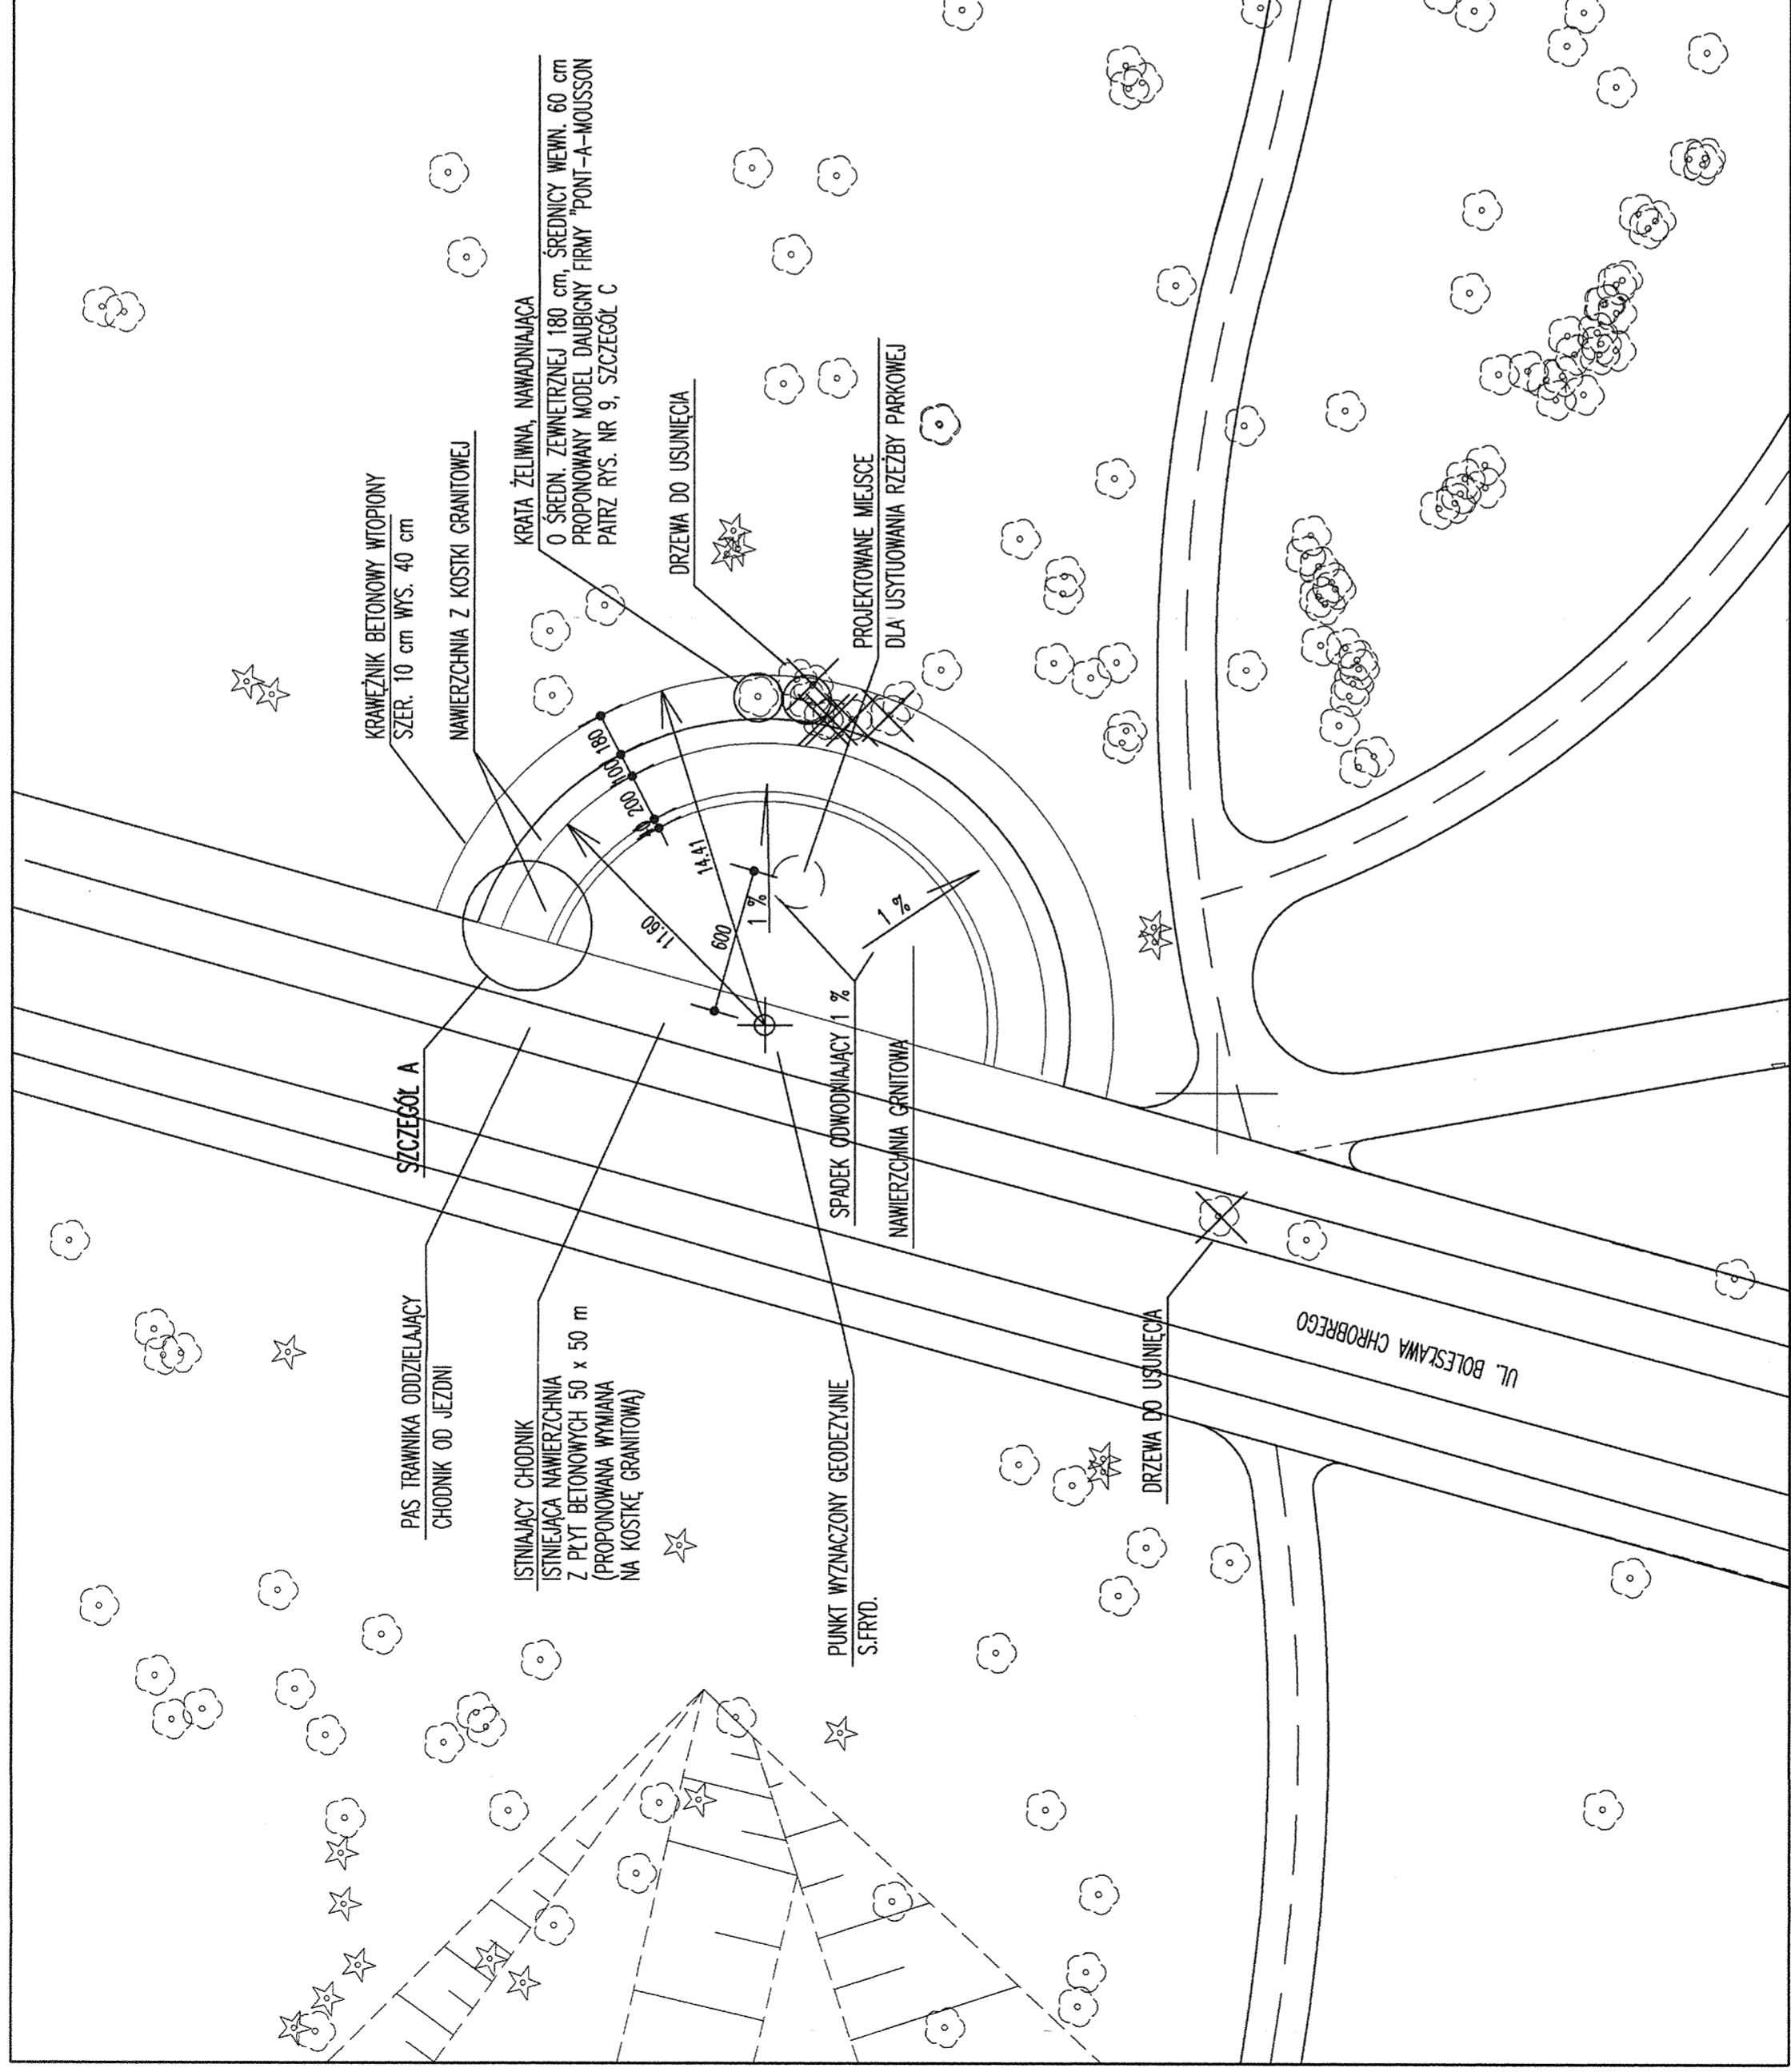 KRAWĘŻNIK BETONOWY WTOPIONY
SZER. 10 cm WYS. 40 cm
NAWIERZCHNIA Z KOSTKI GRANITOWEJ
KRATA ŻELIWNA, NAWADNIAJĄCA
O ŚREDN. ZEWNETRZNEJ 180 cm, ŚREDNICY WEWN. 60 cm
PROPONOWANY MODEL DAUBIGNY FIRMY "PONT-A-MOUSSON
PATRZ RYS. NR 9, SZCZEGÓŁ C
DRZEWA DO USUNIĘCIA
PROJEKTOWANE MIEJSCE
DLA USYTUOWANIA RZEŹBY PARKOWEJ
180
100
200
14.41
11.60
600
1 %
1 %
SZCZEGÓŁ A
SPADEK ODWODNIAJĄCY 1 %
NAWIERZCHNIA GRNITOWA
PAS TRAWNIKA ODDZIELAJĄCY
CHODNIK OD JEZDNI
ISTNIAJĄCY CHODNIK
ISTNIEJĄCA NAWIERZCHNIA
Z PŁYT BETONOWYCH 50 x 50 m
(PROPONOWANA WYMIANA
NA KOSTKĘ GRANITOWĄ)
PUNKT WYZNACZONY GEODEZYJNIE
S.FRYD.
DRZEWA DO USUNIĘCIA
UL. BOLESŁAWA CHROBREGO